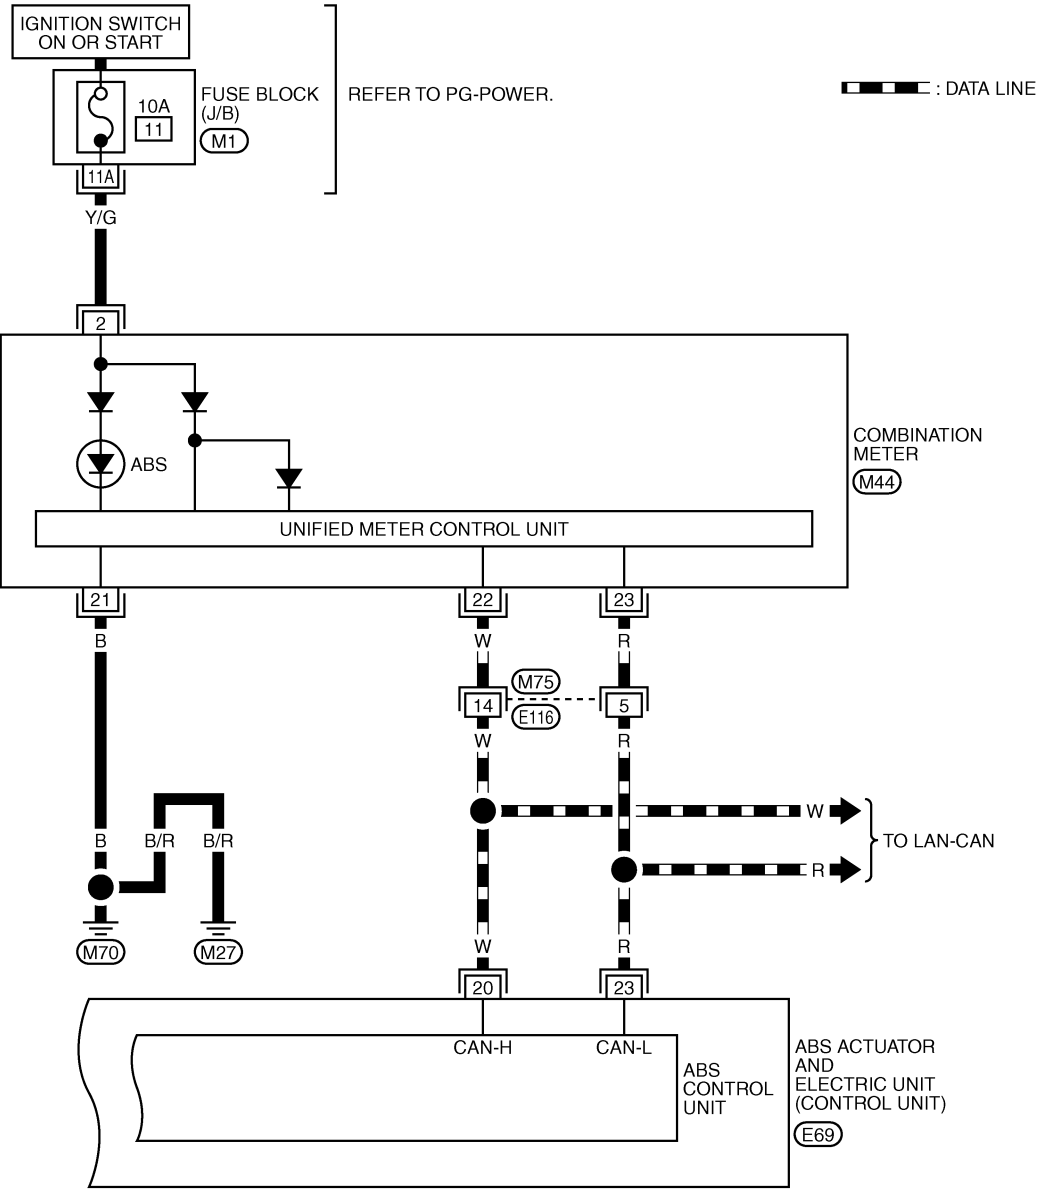 IGNITION SWITCH
ON OR START
10A
11
FUSE BLOCK
(J/B)
M1
REFER TO PG-POWER.
: DATA LINE
11A
Y/G
2
ABS
COMBINATION
METER
M44
UNIFIED METER CONTROL UNIT
21
22
23
B
W
R
M75
14
5
E116
W
R
W
B
B/R
B/R
TO LAN-CAN
R
M70
M27
W
R
20
23
CAN-H
CAN-L
ABS
CONTROL
UNIT
ABS ACTUATOR
AND
ELECTRIC UNIT
(CONTROL UNIT)
E69